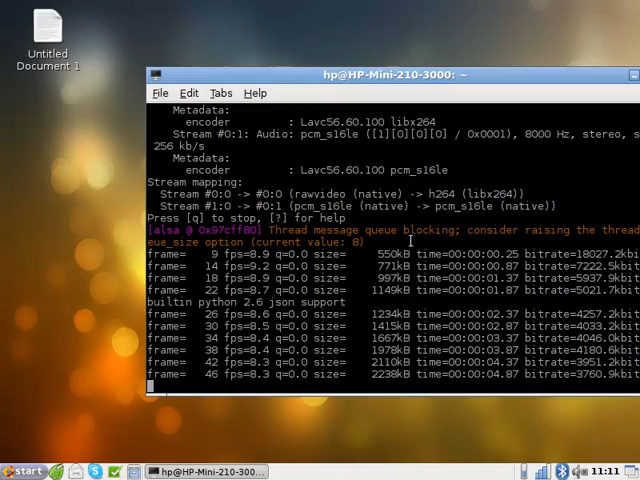 Untitled
Document 1
hp@HP-Mini-210-3000: ~
File Edit Tabs Help
Metadata:
encoder : Lavc56.60.100 libx264
Stream #0:1: Audio: pcm_s16le ([1][0][0][0] / 0x0001), 8000 Hz, stereo, s
256 kb/s
Metadata:
encoder : Lavc56.60.100 pcm_s16le
Stream mapping:
Stream #0:0 -> #0:0 (rawvideo (native) -> h264 (libx264))
Stream #1:0 -> #0:1 (pcm_s16le (native) -> pcm_s16le (native))
Press [q] to stop, [?] for help
[alsa @ 0x97cff80] Thread message queue blocking; consider raising the thread
eue_size option (current value: 8)
frame= 9 fps=8.9 q=0.0 size= 550kB time=00:00:00.25 bitrate=18027.2kbi
frame= 14 fps=9.2 q=0.0 size= 771kB time=00:00:00.87 bitrate=7222.5kbit
frame= 18 fps=8.9 q=0.0 size= 997kB time=00:00:01.37 bitrate=5937.9kbit
frame= 22 fps=8.7 q=0.0 size= 1149kB time=00:00:01.87 bitrate=5021.7kbit
builtin python 2.6 json support
frame= 26 fps=8.6 q=0.0 size= 1234kB time=00:00:02.37 bitrate=4257.2kbit
frame= 30 fps=8.5 q=0.0 size= 1415kB time=00:00:02.87 bitrate=4033.2kbit
frame= 34 fps=8.4 q=0.0 size= 1667kB time=00:00:03.37 bitrate=4046.0kbit
frame= 38 fps=8.4 q=0.0 size= 1978kB time=00:00:03.87 bitrate=4180.6kbit
frame= 42 fps=8.3 q=0.0 size= 2110kB time=00:00:04.37 bitrate=3951.2kbit
frame= 46 fps=8.3 q=0.0 size= 2238kB time=00:00:04.87 bitrate=3760.9kbit
start hp@HP-Mini-210-300... 11:11